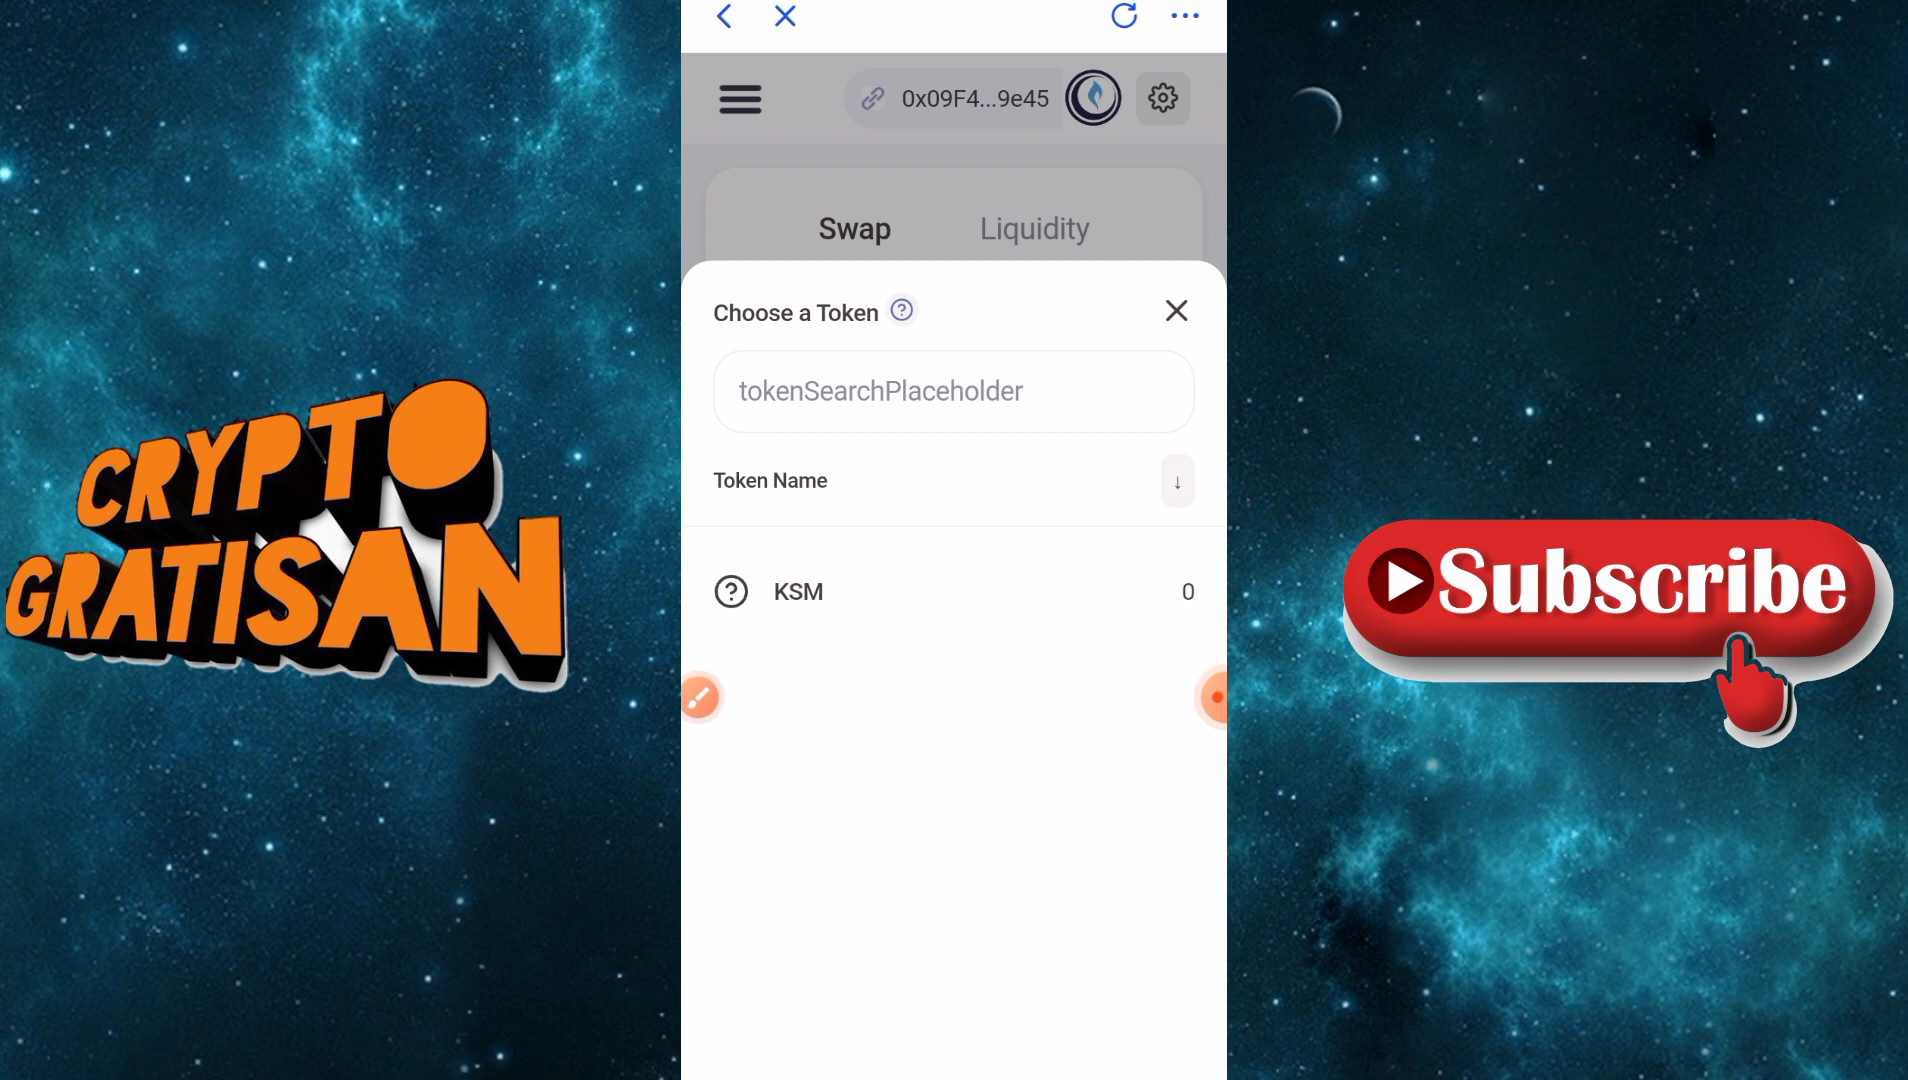 0x09F4...9e45
Swap Liquidity
Choose a Token
tokenSearchPlaceholder
Token Name ↓
KSM 0
CRYPTO
GRATISAN
Subscribe